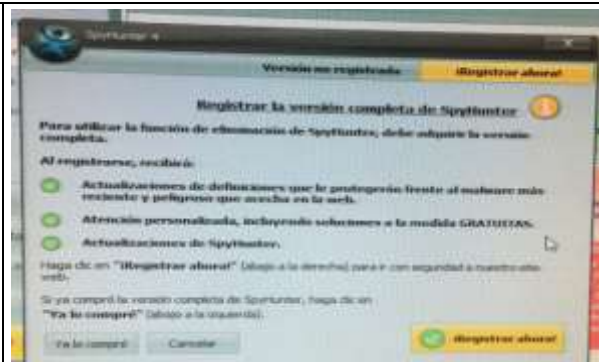 SpyHunter 4
Versión no registrada
¡Registrar ahora!
Registrar la versión completa de SpyHunter
Para utilizar la función de eliminación de SpyHunter, debe adquirir la versión
completa.
Al registrarse, recibirá:
Actualizaciones de definiciones que le protegerán frente al malware más
reciente y peligroso que acecha en la web.
Atención personalizada, incluyendo soluciones a la medida GRATUITAS.
Actualizaciones de SpyHunter.
Haga clic en "¡Registrar ahora!" (abajo a la derecha) para ir con seguridad a nuestro sitio
web.
Si ya compró la versión completa de SpyHunter, haga clic en
"Ya lo compré" (abajo a la izquierda).
Ya lo compré
Cancelar
¡Registrar ahora!